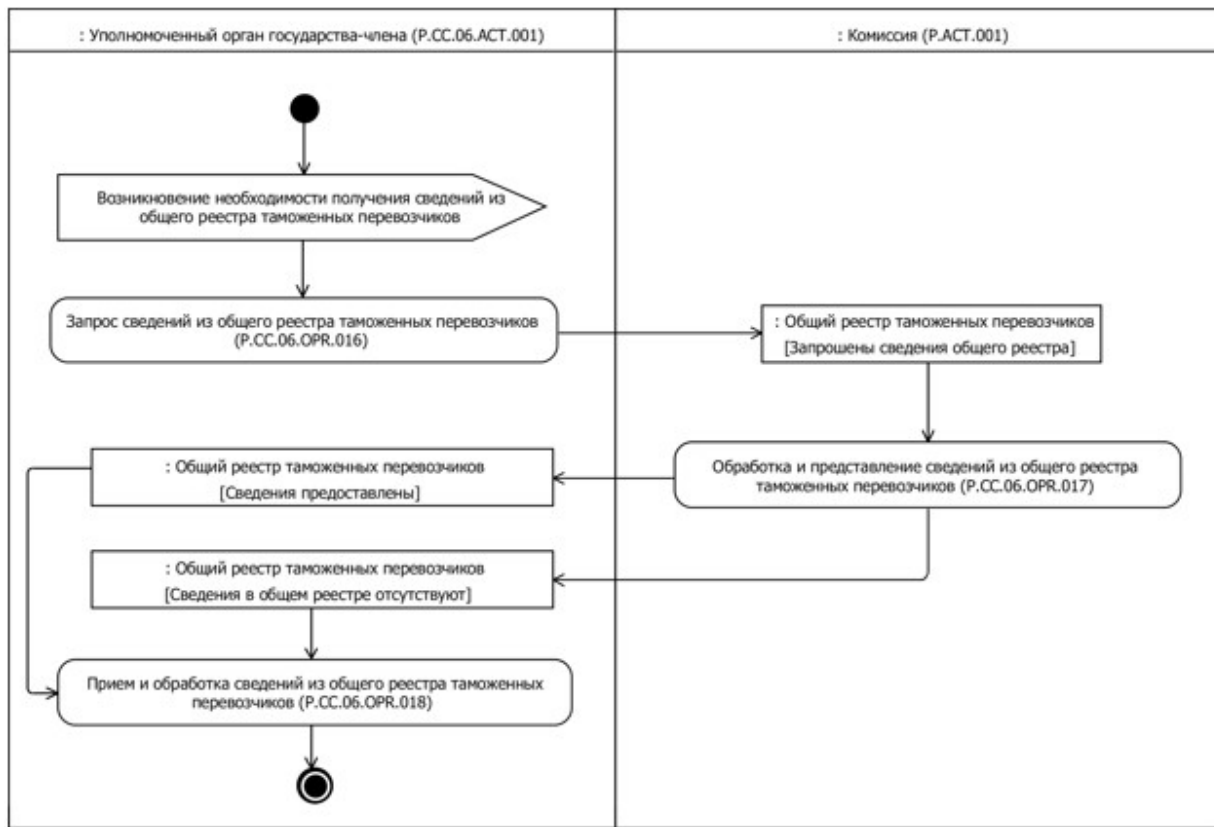 : Уполномоченный орган государства-члена (P.CC.06.ACT.001)
: Комиссия (P.ACT.001)
Возникновение необходимости получения сведений из
общего реестра таможенных перевозчиков
Запрос сведений из общего реестра таможенных перевозчиков
(P.CC.06.OPR.016)
: Общий реестр таможенных перевозчиков
[Запрошены сведения общего реестра]
: Общий реестр таможенных перевозчиков
[Сведения предоставлены]
Обработка и представление сведений из общего реестра
таможенных перевозчиков (P.CC.06.OPR.017)
: Общий реестр таможенных перевозчиков
[Сведения в общем реестре отсутствуют]
Прием и обработка сведений из общего реестра таможенных
перевозчиков (P.CC.06.OPR.018)